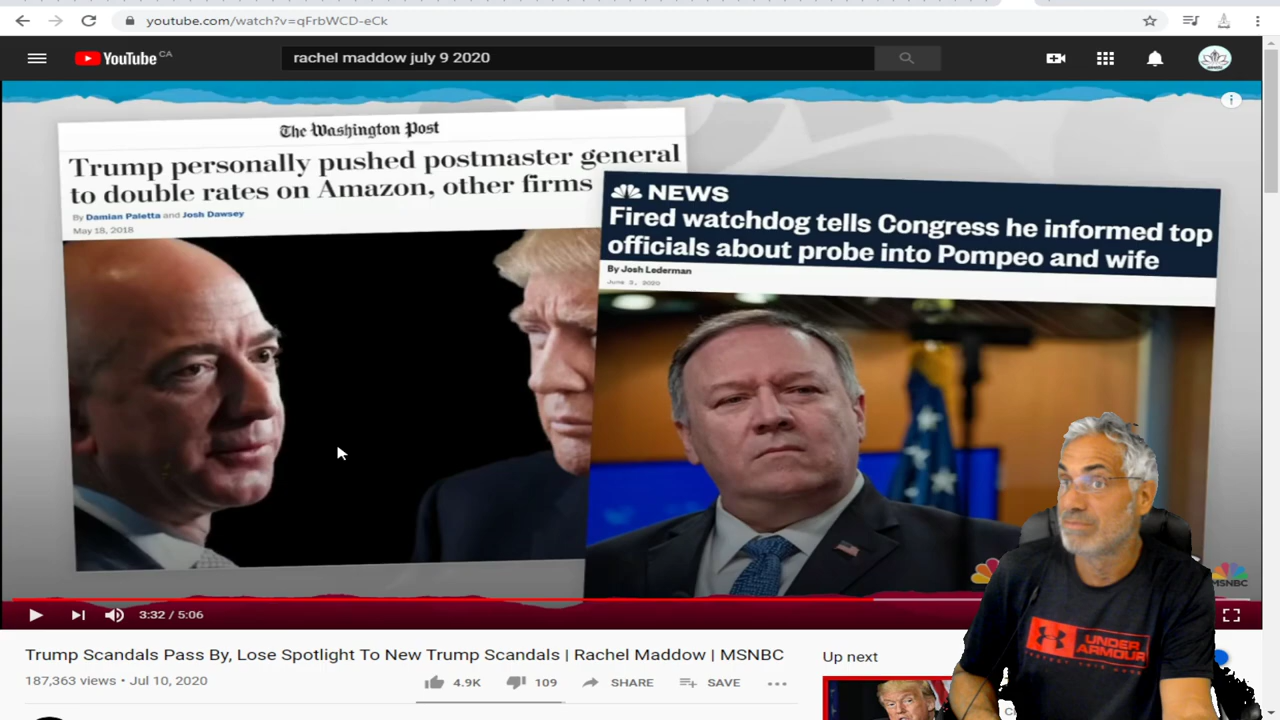 youtube.com/watch?v=qFrbWCD-eCk
YouTube CA
rachel maddow july 9 2020
The Washington Post
Trump personally pushed postmaster general
to double rates on Amazon, other firms
By Damian Paletta and Josh Dawsey
May 18, 2018
NEWS
Fired watchdog tells Congress he informed top
officials about probe into Pompeo and wife
By Josh Lederman
June 3, 2020
MSNBC
3:32 / 5:06
UNDER
ARMOUR
Trump Scandals Pass By, Lose Spotlight To New Trump Scandals | Rachel Maddow | MSNBC
187,363 views • Jul 10, 2020
4.9K
109
SHARE
SAVE
Up next